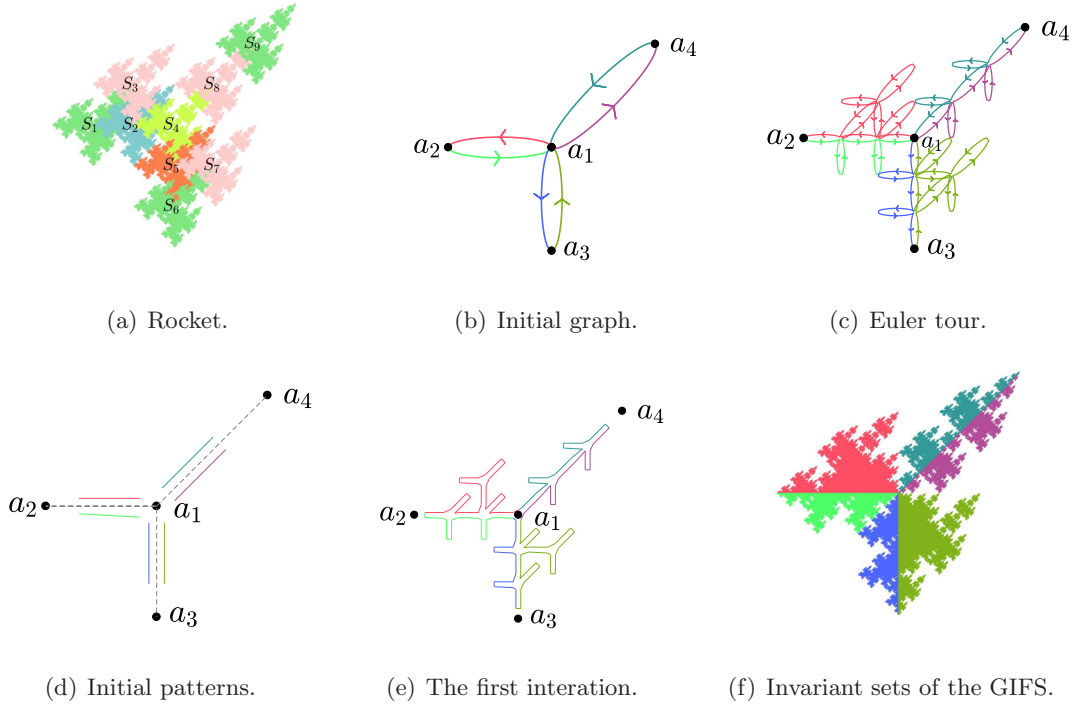 S₉
S₃
S₈
S₁
S₂
S₄
S₅
S₇
S₆
(a) Rocket.
a₄
a₂
a₁
a₃
(b) Initial graph.
a₄
a₂
a₁
a₃
(c) Euler tour.
a₄
a₂
a₁
a₃
(d) Initial patterns.
a₄
a₂
a₁
a₃
(e) The first interation.
(f) Invariant sets of the GIFS.